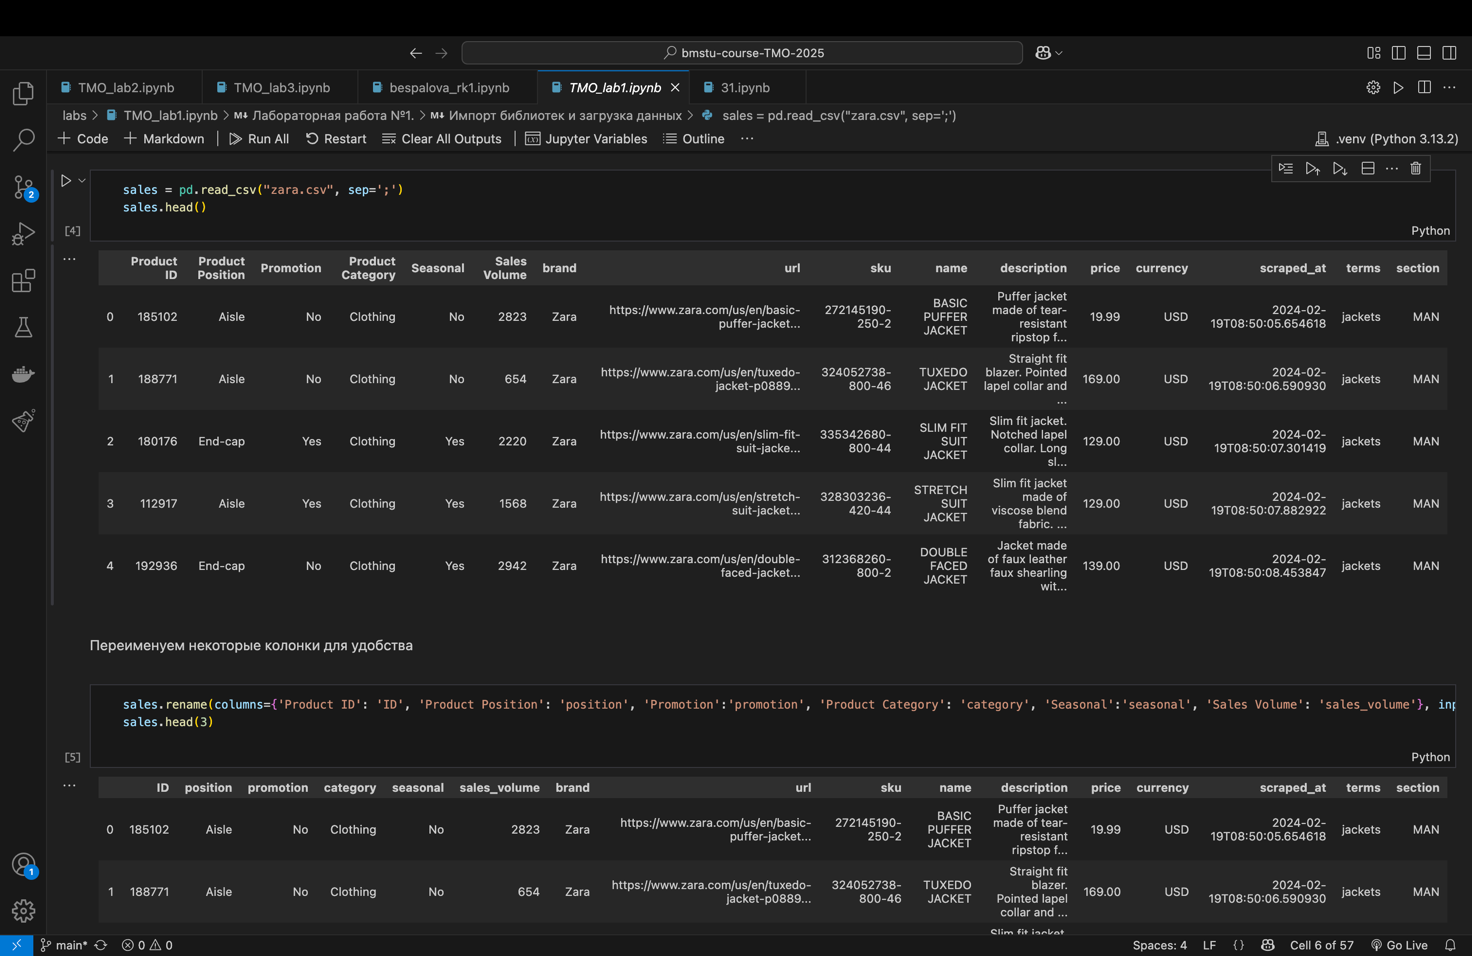 bmstu-course-TMO-2025
TMO_lab2.ipynb TMO_lab3.ipynb bespalova_rk1.ipynb TMO_lab1.ipynb 31.ipynb
labs > TMO_lab1.ipynb > M↓ Лабораторная работа №1. > M↓ Импорт библиотек и загрузка данных > sales = pd.read_csv("zara.csv", sep=';')
+ Code + Markdown Run All Restart Clear All Outputs Jupyter Variables Outline ... .venv (Python 3.13.2)
sales = pd.read_csv("zara.csv", sep=';')
sales.head()
[4] Python
Product ID Product Position Promotion Product Category Seasonal Sales Volume brand url sku name description price currency scraped_at terms section
0 185102 Aisle No Clothing No 2823 Zara https://www.zara.com/us/en/basic-puffer-jacket... 272145190-250-2 BASIC PUFFER JACKET Puffer jacket made of tear-resistant ripstop f... 19.99 USD 2024-02-19T08:50:05.654618 jackets MAN
1 188771 Aisle No Clothing No 654 Zara https://www.zara.com/us/en/tuxedo-jacket-p0889... 324052738-800-46 TUXEDO JACKET Straight fit blazer. Pointed lapel collar and ... 169.00 USD 2024-02-19T08:50:06.590930 jackets MAN
2 180176 End-cap Yes Clothing Yes 2220 Zara https://www.zara.com/us/en/slim-fit-suit-jacke... 335342680-800-44 SLIM FIT SUIT JACKET Slim fit jacket. Notched lapel collar. Long sl... 129.00 USD 2024-02-19T08:50:07.301419 jackets MAN
3 112917 Aisle Yes Clothing Yes 1568 Zara https://www.zara.com/us/en/stretch-suit-jacket... 328303236-420-44 STRETCH SUIT JACKET Slim fit jacket made of viscose blend fabric. ... 129.00 USD 2024-02-19T08:50:07.882922 jackets MAN
4 192936 End-cap No Clothing Yes 2942 Zara https://www.zara.com/us/en/double-faced-jacket... 312368260-800-2 DOUBLE FACED JACKET Jacket made of faux leather faux shearling wit... 139.00 USD 2024-02-19T08:50:08.453847 jackets MAN
Переименуем некоторые колонки для удобства
sales.rename(columns={'Product ID': 'ID', 'Product Position': 'position', 'Promotion':'promotion', 'Product Category': 'category', 'Seasonal':'seasonal', 'Sales Volume': 'sales_volume'}, inp
sales.head(3)
[5] Python
ID position promotion category seasonal sales_volume brand url sku name description price currency scraped_at terms section
0 185102 Aisle No Clothing No 2823 Zara https://www.zara.com/us/en/basic-puffer-jacket... 272145190-250-2 BASIC PUFFER JACKET Puffer jacket made of tear-resistant ripstop f... 19.99 USD 2024-02-19T08:50:05.654618 jackets MAN
1 188771 Aisle No Clothing No 654 Zara https://www.zara.com/us/en/tuxedo-jacket-p0889... 324052738-800-46 TUXEDO JACKET Straight fit blazer. Pointed lapel collar and ... 169.00 USD 2024-02-19T08:50:06.590930 jackets MAN
Slim fit jacket.
2
1
main* 0 0 Spaces: 4 LF {} Cell 6 of 57 Go Live